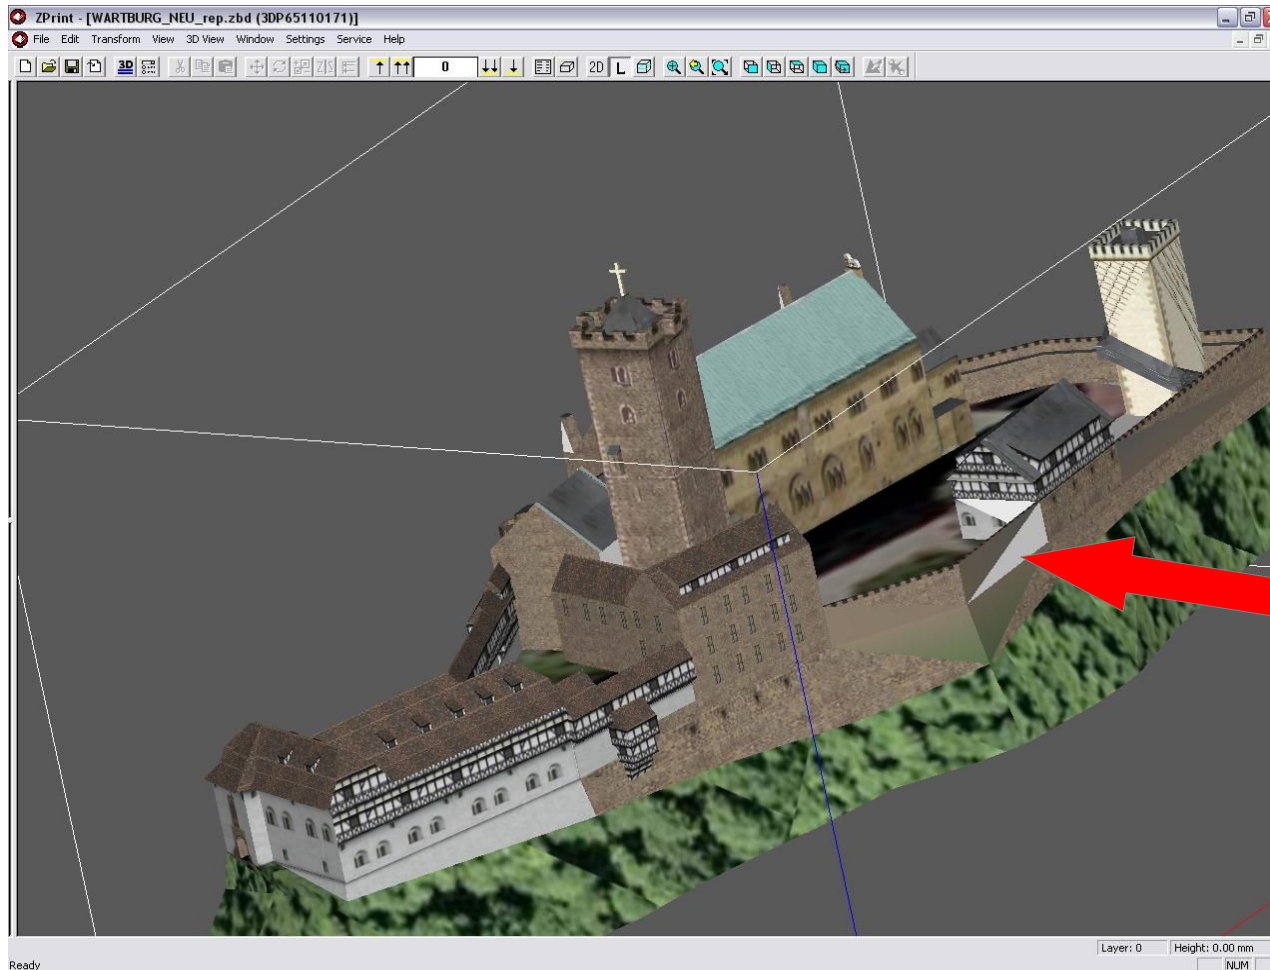 ZPrint - [WARTBURG_NEU_rep.zbd (3DP65110171)]
File Edit Transform View 3D View Window Settings Service Help
3D 0 2D L
Layer: 0 Height: 0.00 mm
Ready NUM